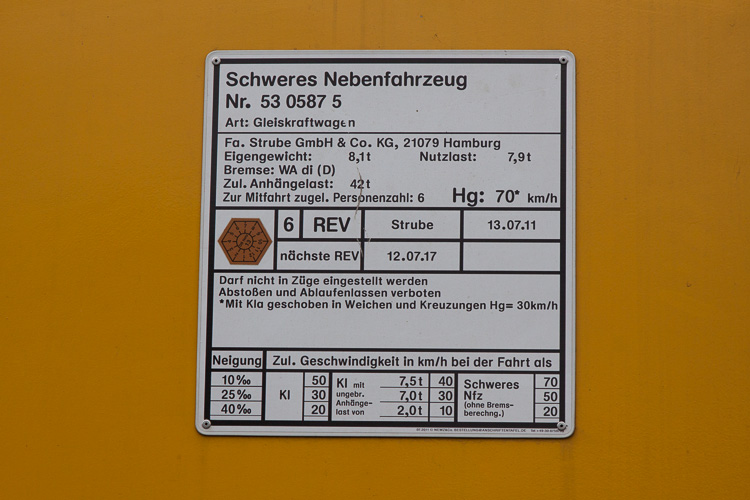 Schweres Nebenfahrzeug
Nr. 53 0587 5
Art: Gleiskraftwagen
Fa. Strube GmbH & Co. KG, 21079 Hamburg
Eigengewicht: 8,1t Nutzlast: 7,9t
Bremse: WA di (D)
Zul. Anhängelast: 42t
Zur Mitfahrt zugel. Personenzahl: 6 Hg: 70* km/h
6 REV Strube 13.07.11
nächste REV 12.07.17
Darf nicht in Züge eingestellt werden
Abstoßen und Ablaufenlassen verboten
*Mit Kla geschoben in Weichen und Kreuzungen Hg= 30km/h
Neigung Zul. Geschwindigkeit in km/h bei der Fahrt als
10‰ Kl 50 Kl mit 7,5t 40 Schweres 70
25‰ 30 ungebr. Anhänge- 7,0t 30 Nfz 50
40‰ 20 last von 2,0t 10 (ohne Brems- berechng.) 20